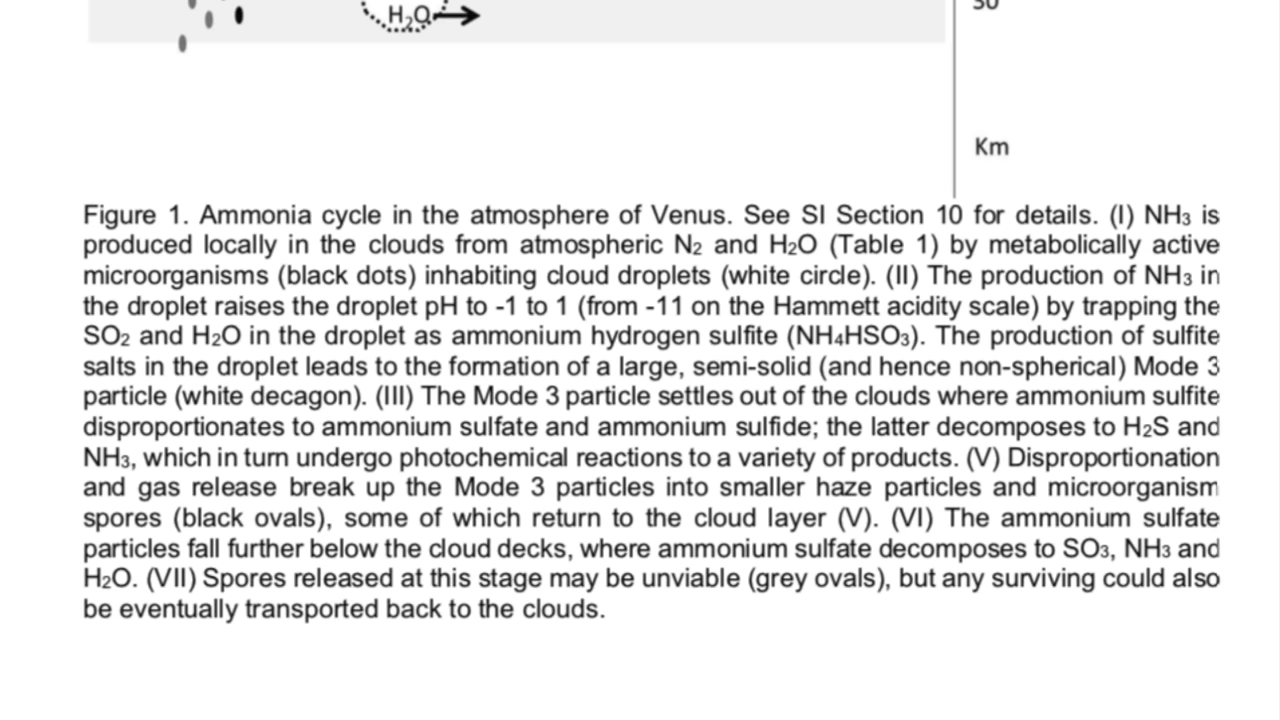 H₂O
30
Km
Figure 1. Ammonia cycle in the atmosphere of Venus. See SI Section 10 for details. (I) NH₃ is
produced locally in the clouds from atmospheric N₂ and H₂O (Table 1) by metabolically active
microorganisms (black dots) inhabiting cloud droplets (white circle). (II) The production of NH₃ in
the droplet raises the droplet pH to -1 to 1 (from -11 on the Hammett acidity scale) by trapping the
SO₂ and H₂O in the droplet as ammonium hydrogen sulfite (NH₄HSO₃). The production of sulfite
salts in the droplet leads to the formation of a large, semi-solid (and hence non-spherical) Mode 3
particle (white decagon). (III) The Mode 3 particle settles out of the clouds where ammonium sulfite
disproportionates to ammonium sulfate and ammonium sulfide; the latter decomposes to H₂S and
NH₃, which in turn undergo photochemical reactions to a variety of products. (V) Disproportionation
and gas release break up the Mode 3 particles into smaller haze particles and microorganism
spores (black ovals), some of which return to the cloud layer (V). (VI) The ammonium sulfate
particles fall further below the cloud decks, where ammonium sulfate decomposes to SO₃, NH₃ and
H₂O. (VII) Spores released at this stage may be unviable (grey ovals), but any surviving could also
be eventually transported back to the clouds.